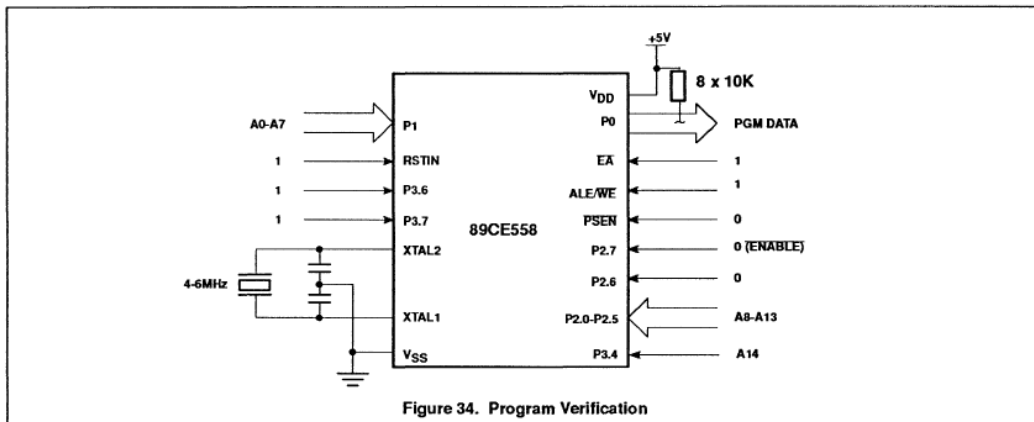 +5V
8 x 10K
VDD
P0
PGM DATA
A0-A7
P1
1
RSTIN
EA
1
1
P3.6
ALE/WE
1
1
P3.7
89CE558
PSEN
0
XTAL2
P2.7
0 (ENABLE)
4-6MHz
P2.6
0
XTAL1
P2.0-P2.5
A8-A13
VSS
P3.4
A14
Figure 34. Program Verification